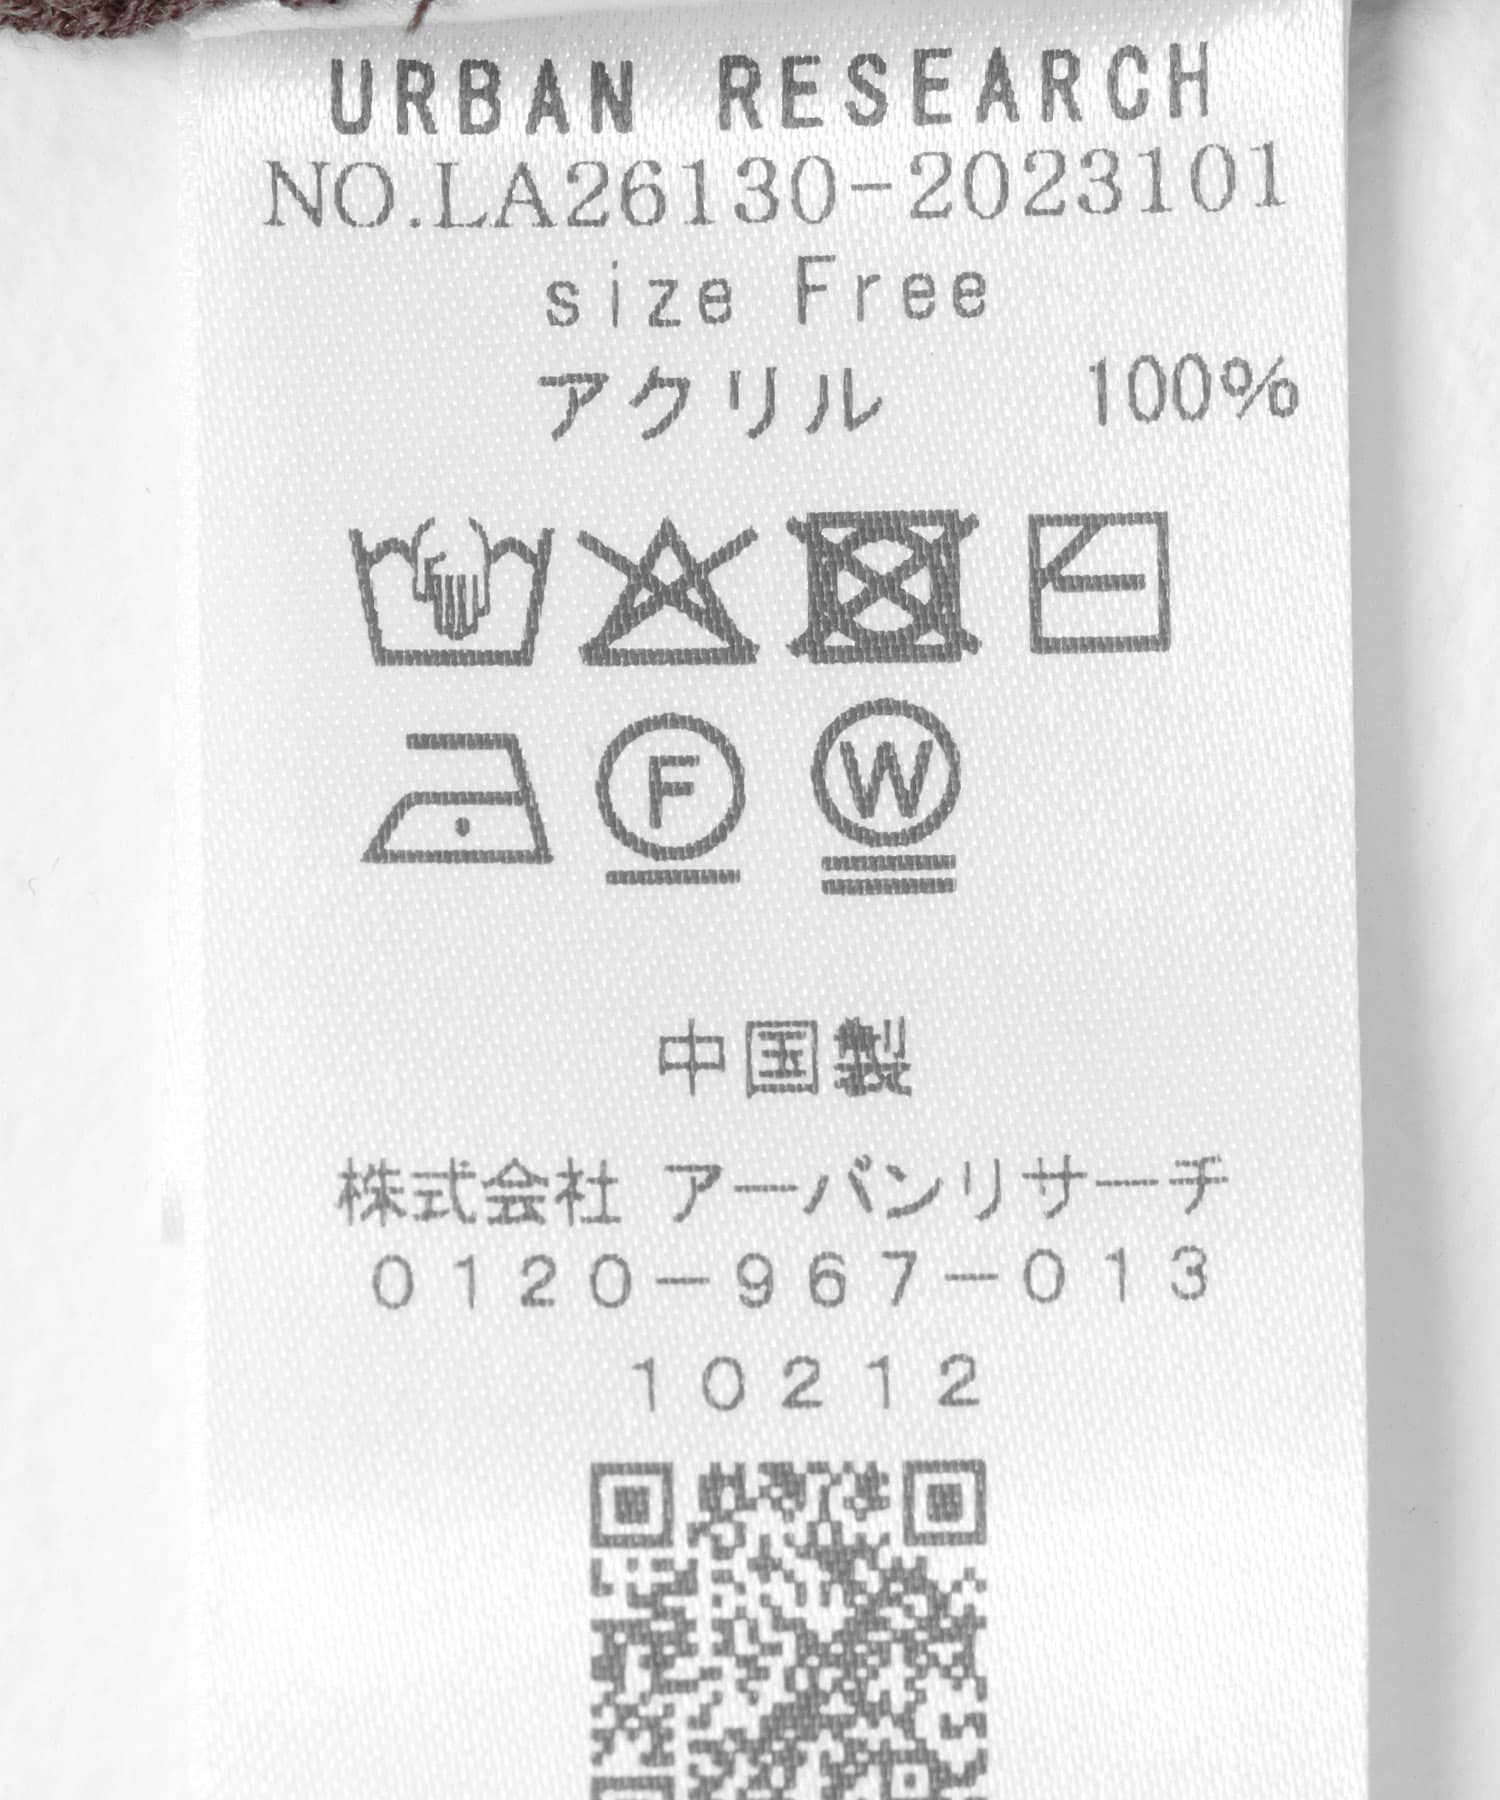 URBAN RESEARCH
NO.LA26130-2023101
size Free
アクリル 100%
F W
中国製
株式会社 アーバンリサーチ
0120-967-013
10212